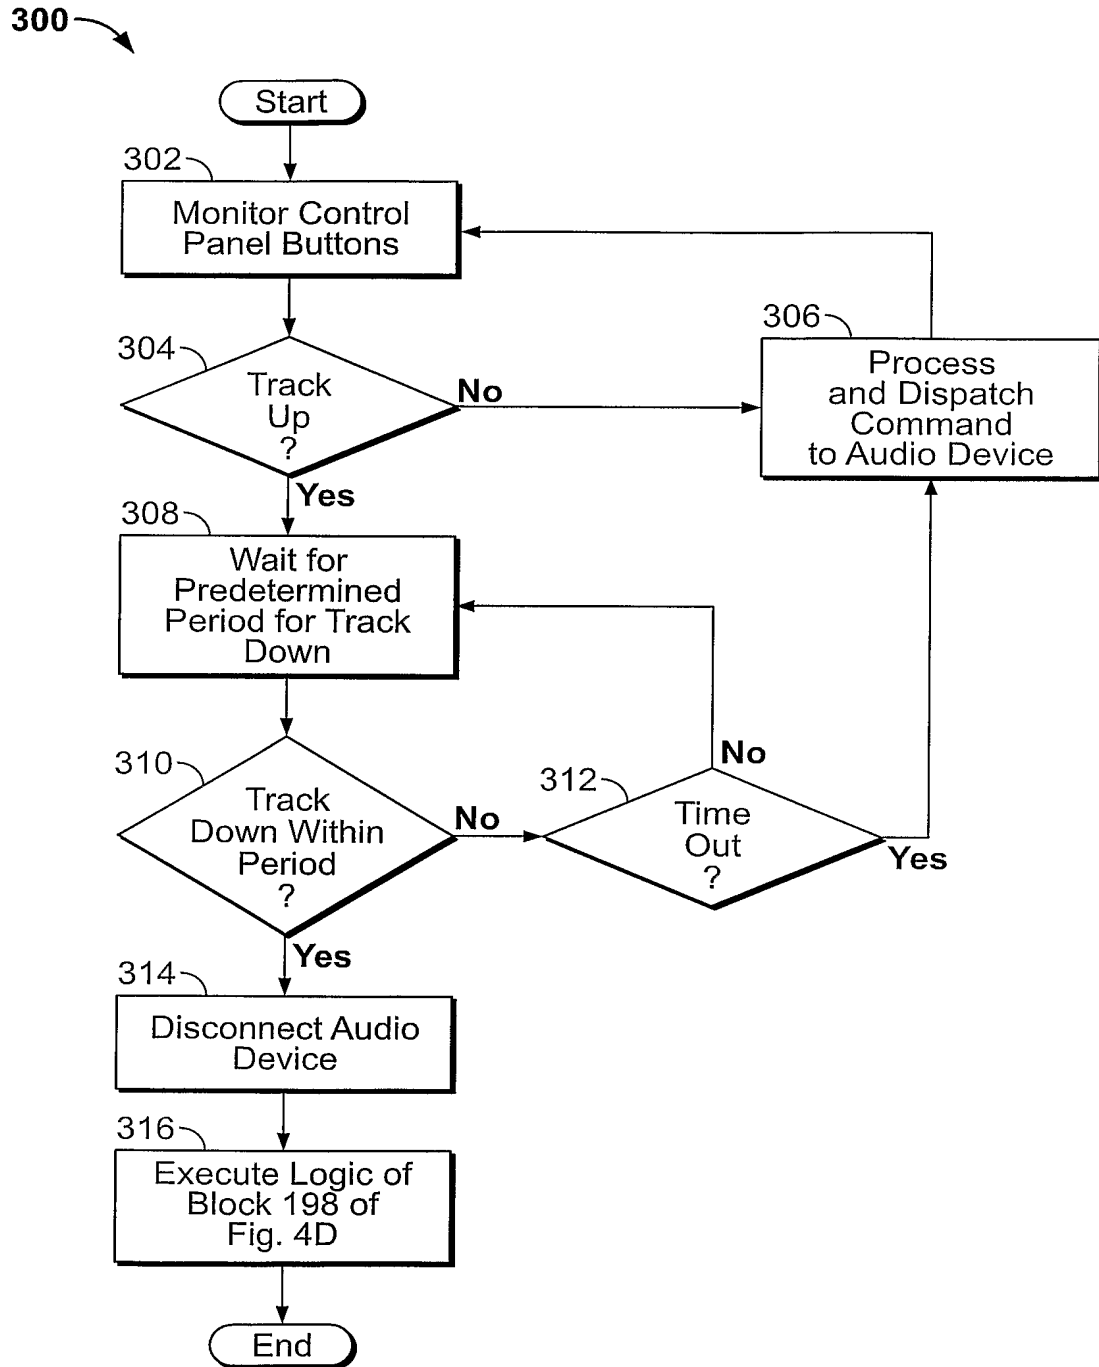 300
Start
302
Monitor Control
Panel Buttons
304
Track
Up
?
No
306
Process
and Dispatch
Command
to Audio Device
Yes
308
Wait for
Predetermined
Period for Track
Down
310
Track
Down Within
Period
?
No
312
Time
Out
?
No
Yes
Yes
314
Disconnect Audio
Device
316
Execute Logic of
Block 198 of
Fig. 4D
End